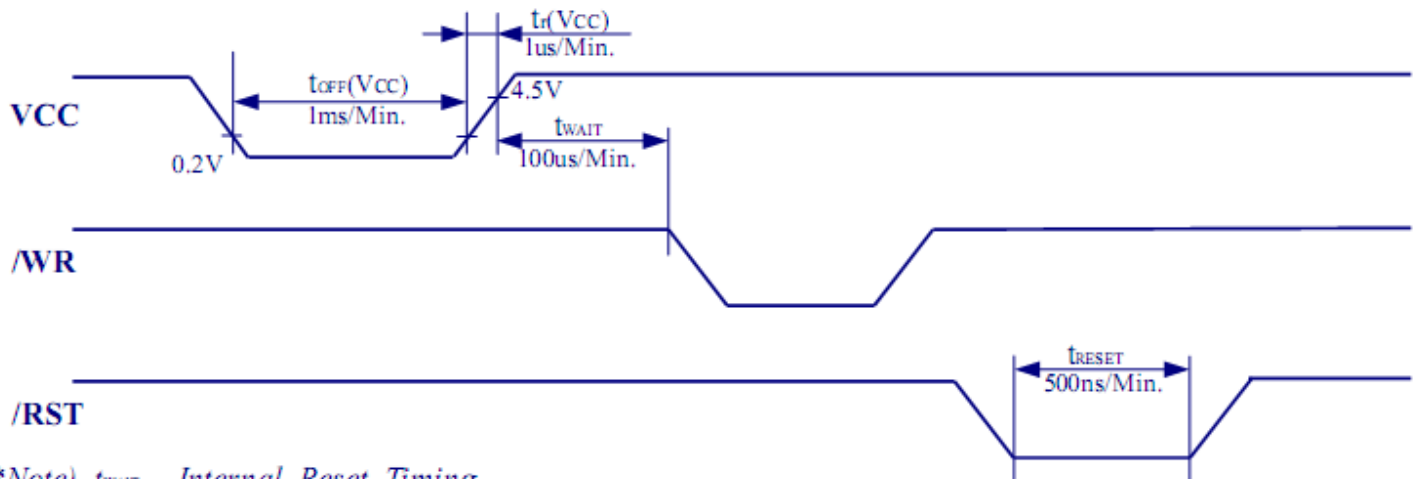 tr(VCC)
1us/Min.
tOFF(VCC)
1ms/Min.
4.5V
VCC
tWAIT
100us/Min.
0.2V
/WR
tRESET
500ns/Min.
/RST
*Note) Internal Reset Timing